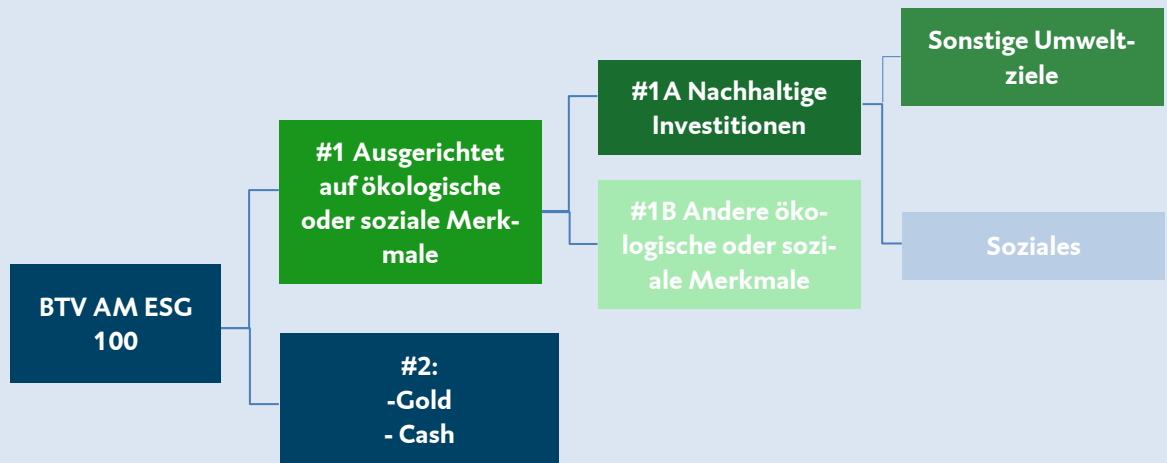 BTV AM ESG
100
#1 Ausgerichtet
auf ökologische
oder soziale Merk-
male
#2:
-Gold
- Cash
#1A Nachhaltige
Investitionen
#1B Andere öko-
logische oder sozi-
ale Merkmale
Sonstige Umwelt-
ziele
Soziales